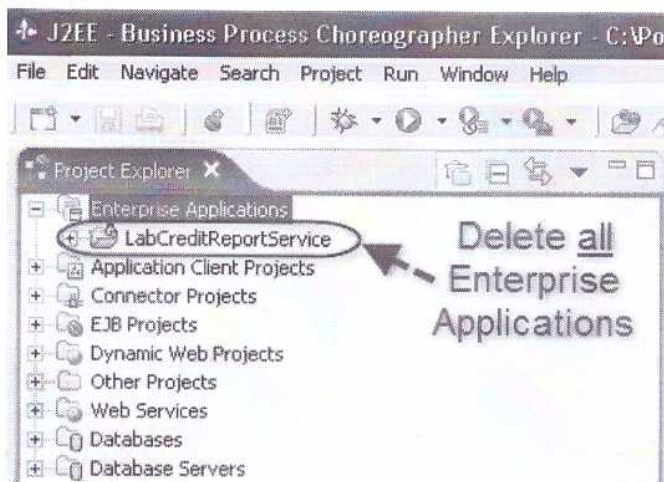 J2EE - Business Process Choreographer Explorer - C:\Po
File Edit Navigate Search Project Run Window Help
Project Explorer
Enterprise Applications
LabCreditReportService
Application Client Projects
Connector Projects
EJB Projects
Dynamic Web Projects
Other Projects
Web Services
Databases
Database Servers
Delete all
Enterprise
Applications